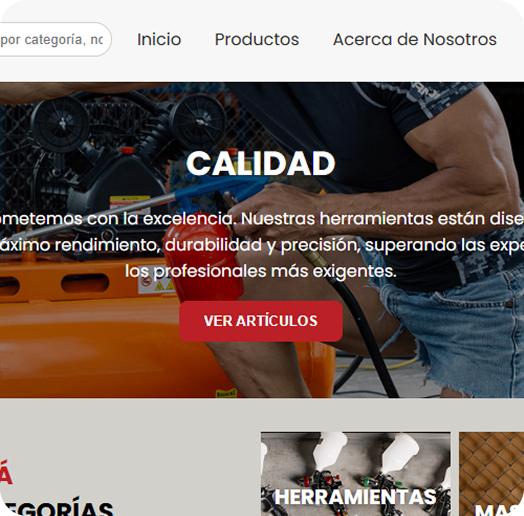 por categoría, no
Inicio
Productos
Acerca de Nosotros
CALIDAD
ometemos con la excelencia. Nuestras herramientas están dise
áximo rendimiento, durabilidad y precisión, superando las expe
los profesionales más exigentes.
VER ARTÍCULOS
Á
EGORÍAS
HERRAMIENTAS
MAS